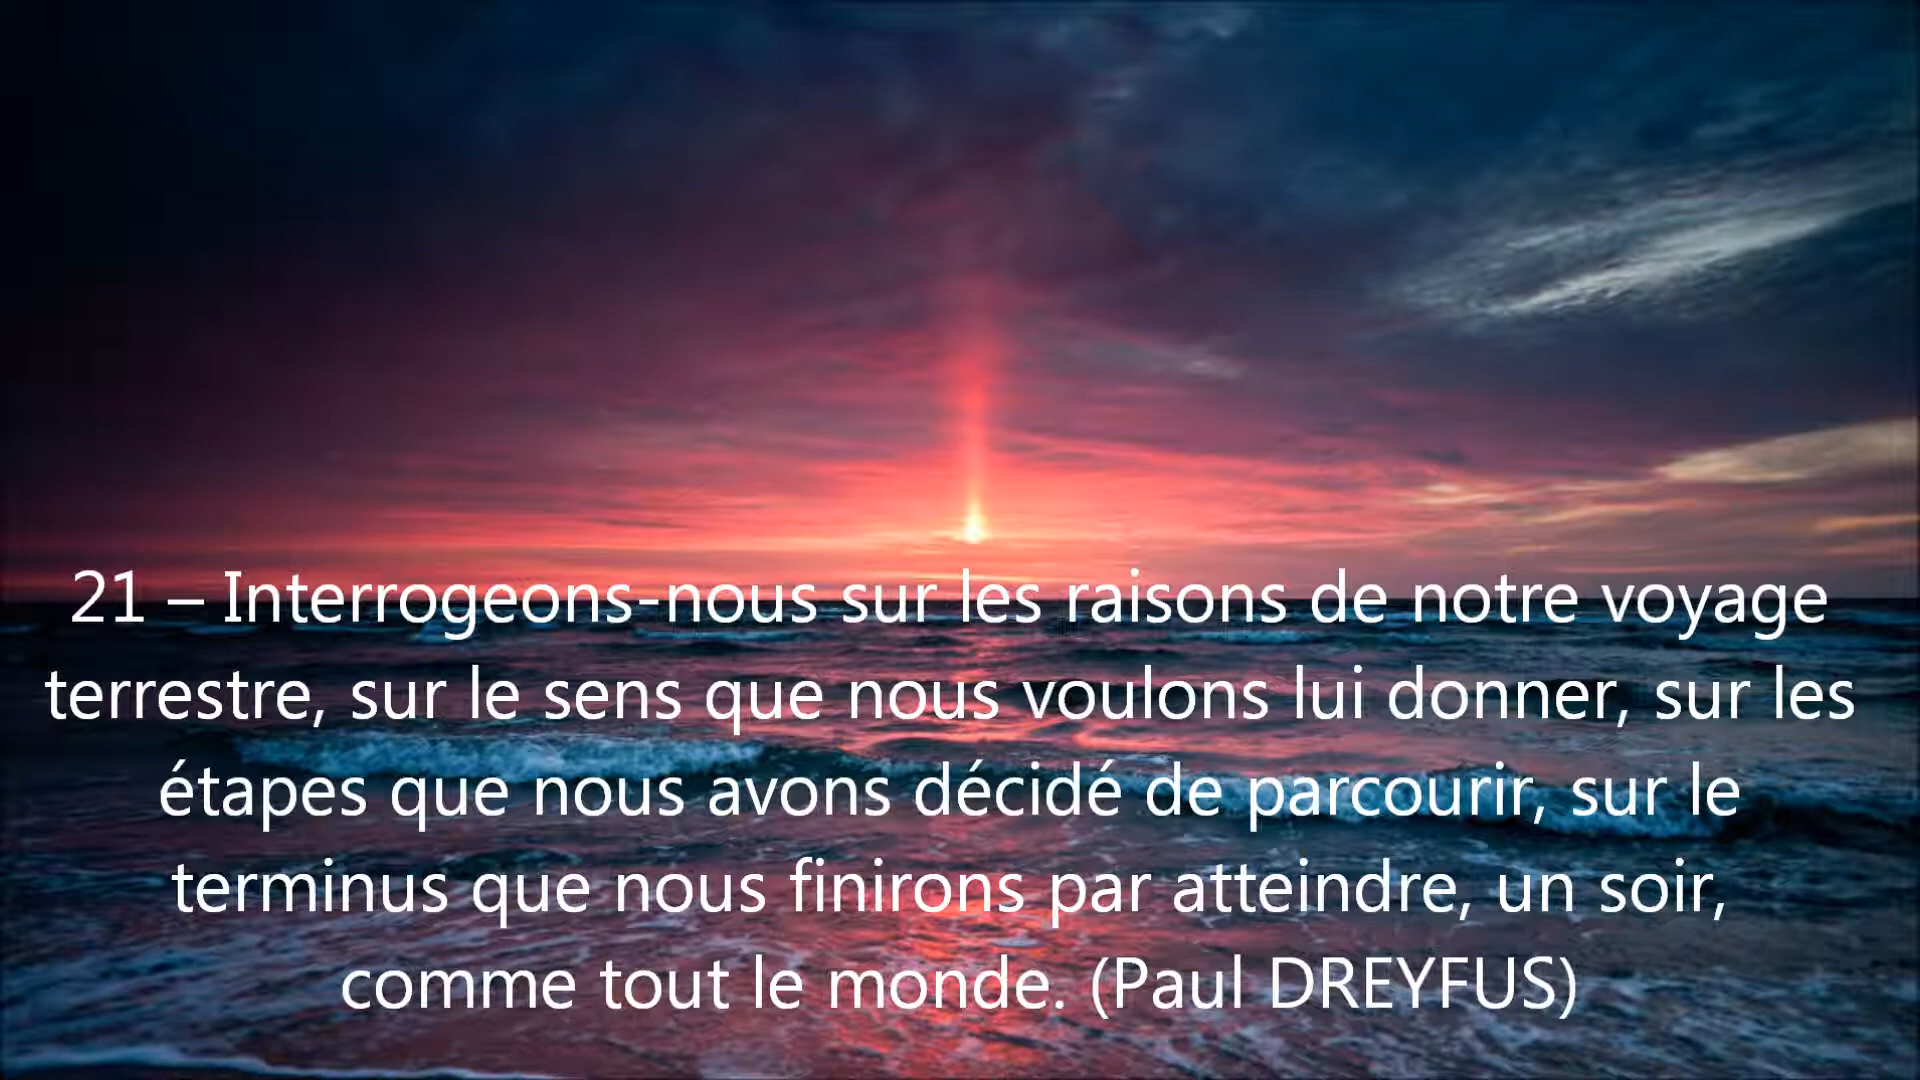 21 – Interrogeons-nous sur les raisons de notre voyage
terrestre, sur le sens que nous voulons lui donner, sur les
étapes que nous avons décidé de parcourir, sur le
terminus que nous finirons par atteindre, un soir,
comme tout le monde. (Paul DREYFUS)